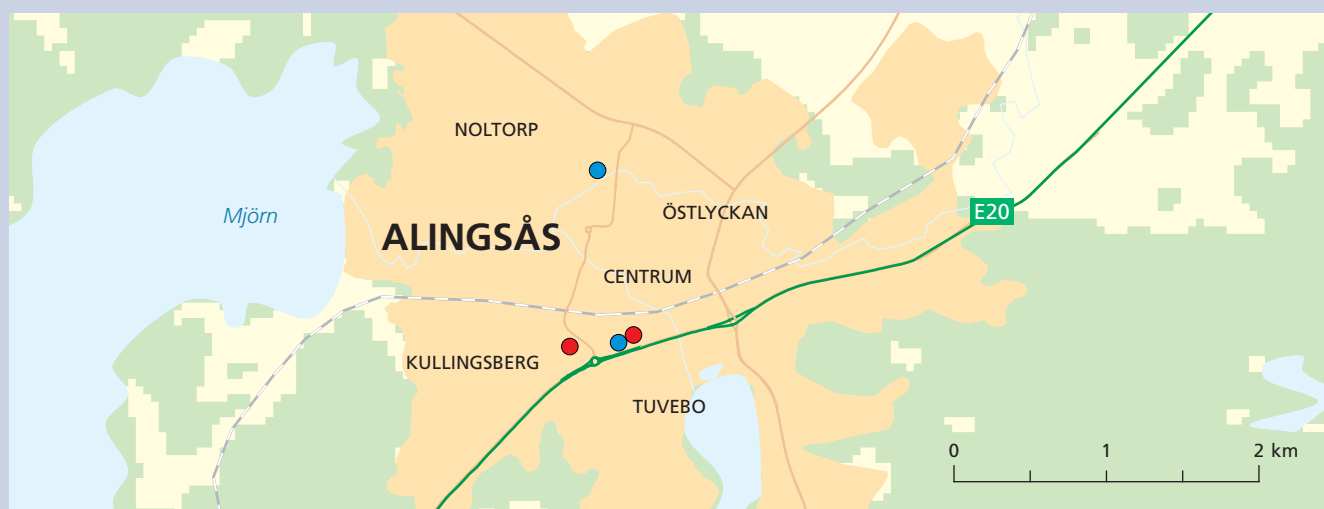 NOLTORP
Mjörn
ÖSTLYCKAN
E20
ALINGSÅS
CENTRUM
KULLINGSBERG
TUVEBO
0 1 2 km